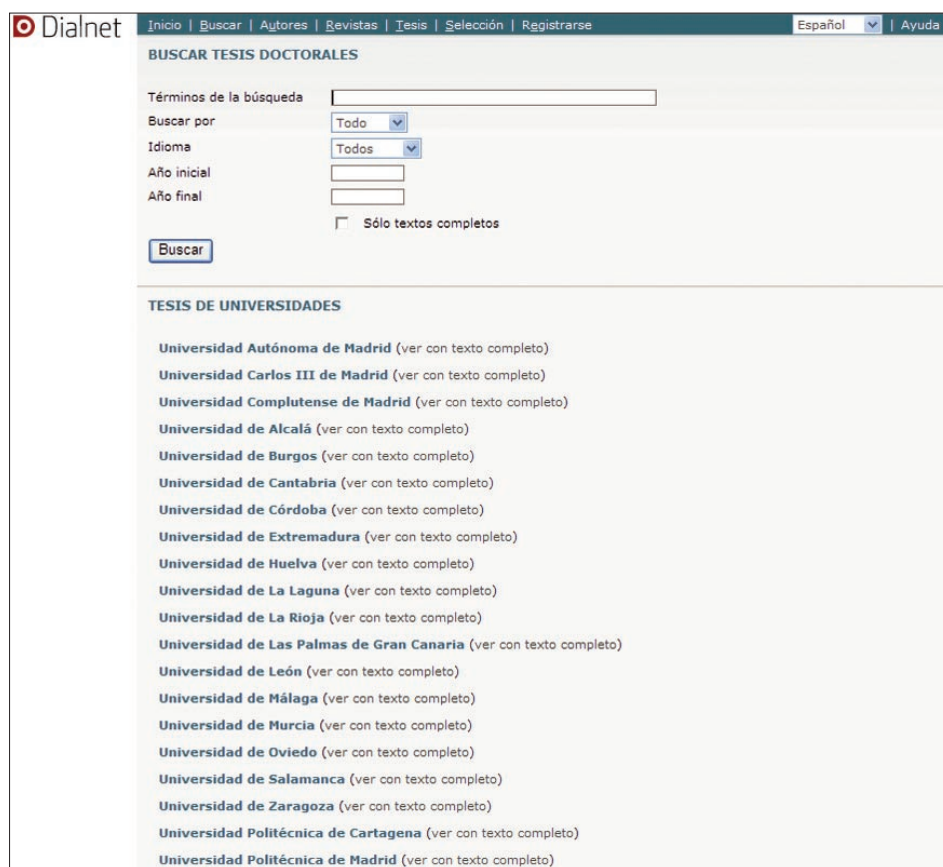 Dialnet
Inicio | Buscar | Autores | Revistas | Tesis | Selección | Registrarse Español | Ayuda
BUSCAR TESIS DOCTORALES
Términos de la búsqueda
Buscar por Todo
Idioma Todos
Año inicial
Año final
Sólo textos completos
Buscar
TESIS DE UNIVERSIDADES
Universidad Autónoma de Madrid (ver con texto completo)
Universidad Carlos III de Madrid (ver con texto completo)
Universidad Complutense de Madrid (ver con texto completo)
Universidad de Alcalá (ver con texto completo)
Universidad de Burgos (ver con texto completo)
Universidad de Cantabria (ver con texto completo)
Universidad de Córdoba (ver con texto completo)
Universidad de Extremadura (ver con texto completo)
Universidad de Huelva (ver con texto completo)
Universidad de La Laguna (ver con texto completo)
Universidad de La Rioja (ver con texto completo)
Universidad de Las Palmas de Gran Canaria (ver con texto completo)
Universidad de León (ver con texto completo)
Universidad de Málaga (ver con texto completo)
Universidad de Murcia (ver con texto completo)
Universidad de Oviedo (ver con texto completo)
Universidad de Salamanca (ver con texto completo)
Universidad de Zaragoza (ver con texto completo)
Universidad Politécnica de Cartagena (ver con texto completo)
Universidad Politécnica de Madrid (ver con texto completo)